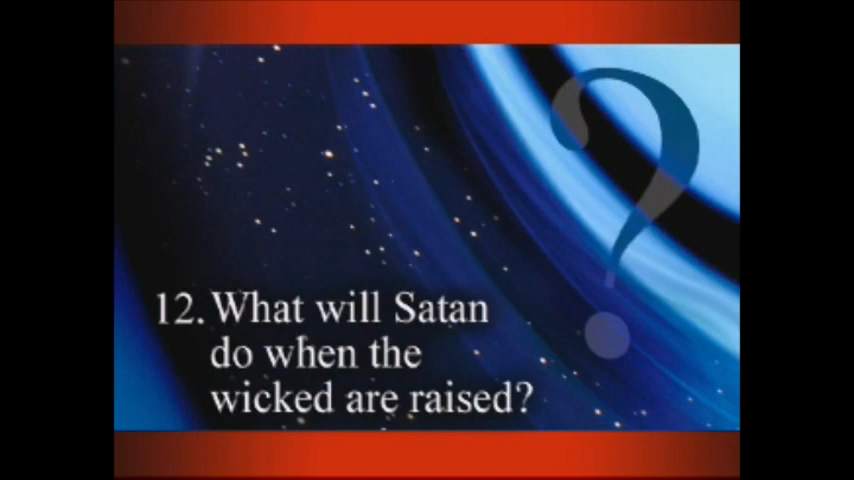 12. What will Satan
do when the
wicked are raised?